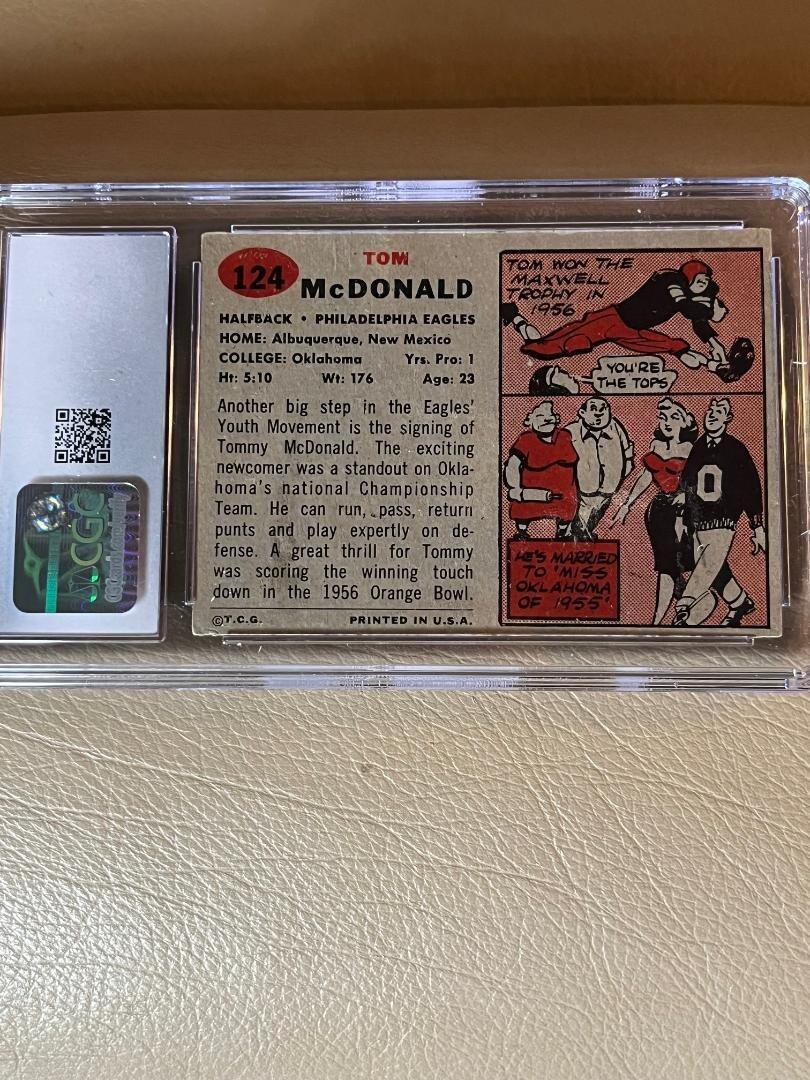 124
TOM
McDONALD
HALFBACK • PHILADELPHIA EAGLES
HOME: Albuquerque, New Mexico
COLLEGE: Oklahoma Yrs. Pro: 1
Ht: 5:10 Wt: 176 Age: 23
Another big step in the Eagles'
Youth Movement is the signing of
Tommy McDonald. The exciting
newcomer was a standout on Okla-
homa's national Championship
Team. He can run, pass, return
punts and play expertly on de-
fense. A great thrill for Tommy
was scoring the winning touch
down in the 1956 Orange Bowl.
©T.C.G. PRINTED IN U.S.A.
TOM WON THE
MAXWELL
TROPHY IN
1956
YOU'RE
THE TOPS
O
HE'S MARRIED
TO 'MISS
OKLAHOMA
OF 1955'
CGC